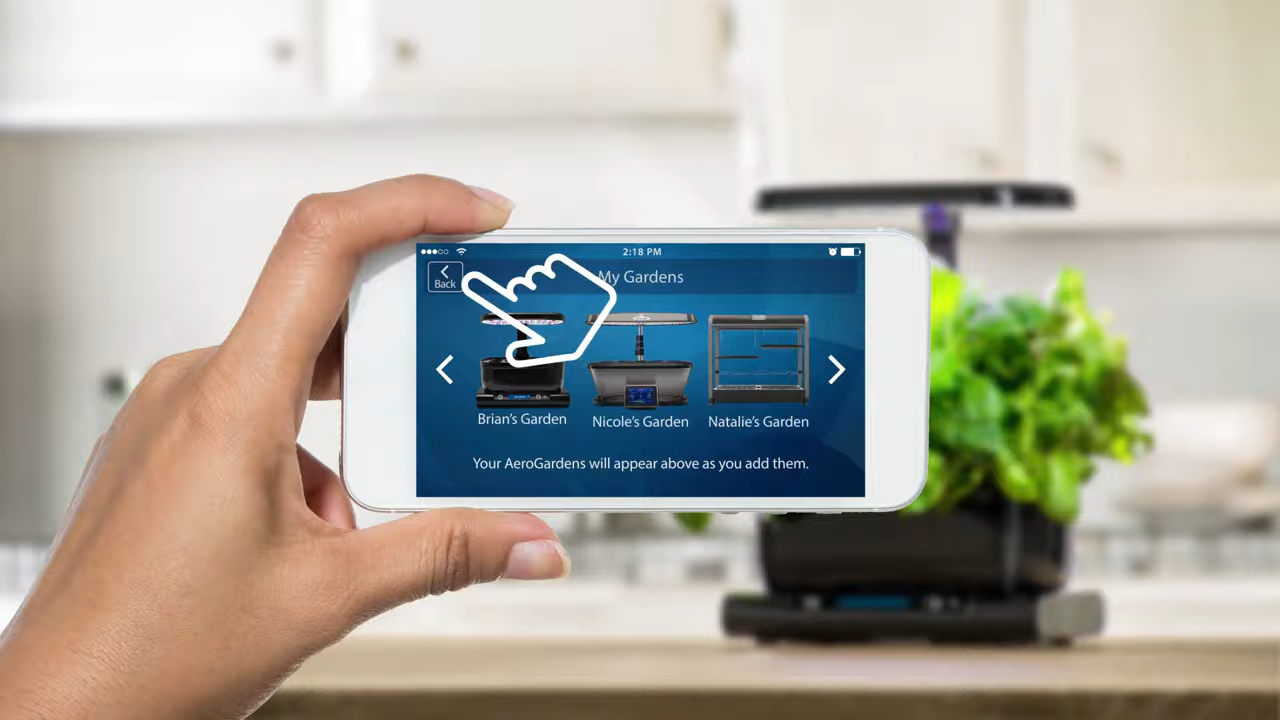 2:18 PM
My Gardens
Back
Brian's Garden
Nicole's Garden
Natalie's Garden
Your AeroGardens will appear above as you add them.